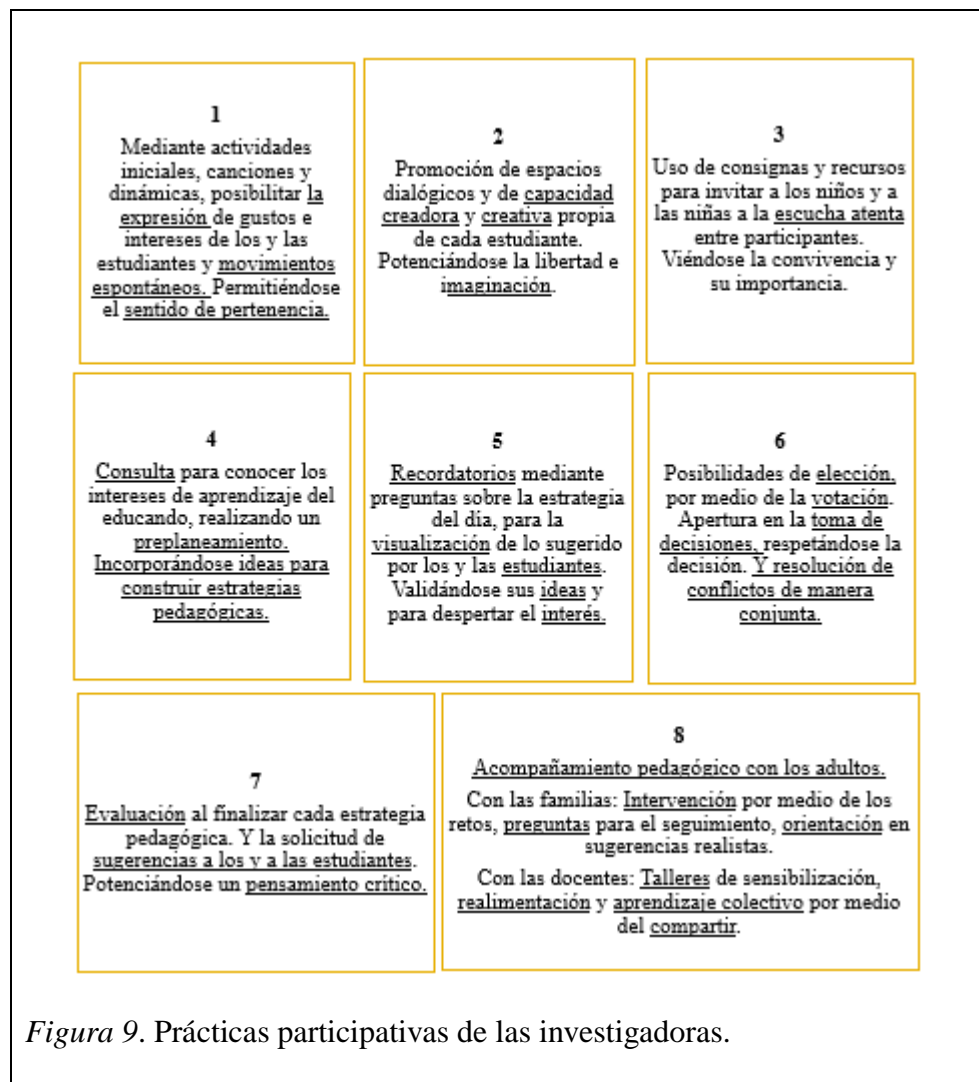 1
Mediante actividades
iniciales, canciones y
dinámicas, posibilitar la
expresión de gustos e
intereses de los y las
estudiantes y movimientos
espontáneos. Permitiéndose
el sentido de pertenencia.
2
Promoción de espacios
dialógicos y de capacidad
creadora y creativa propia
de cada estudiante.
Potenciándose la libertad e
imaginación.
3
Uso de consignas y recursos
para invitar a los niños y a
las niñas a la escucha atenta
entre participantes.
Viéndose la convivencia y
su importancia.
4
Consulta para conocer los
intereses de aprendizaje del
educando, realizando un
preplaneamiento.
Incorporándose ideas para
construir estrategias
pedagógicas.
5
Recordatorios mediante
preguntas sobre la estrategia
del día, para la
visualización de lo sugerido
por los y las estudiantes.
Validándose sus ideas y
para despertar el interés.
6
Posibilidades de elección,
por medio de la votación.
Apertura en la toma de
decisiones, respetándose la
decisión. Y resolución de
conflictos de manera
conjunta.
7
Evaluación al finalizar cada estrategia
pedagógica. Y la solicitud de
sugerencias a los y a las estudiantes.
Potenciándose un pensamiento crítico.
8
Acompañamiento pedagógico con los adultos.
Con las familias: Intervención por medio de los
retos, preguntas para el seguimiento, orientación en
sugerencias realistas.
Con las docentes: Talleres de sensibilización,
realimentación y aprendizaje colectivo por medio
del compartir.
Figura 9. Prácticas participativas de las investigadoras.